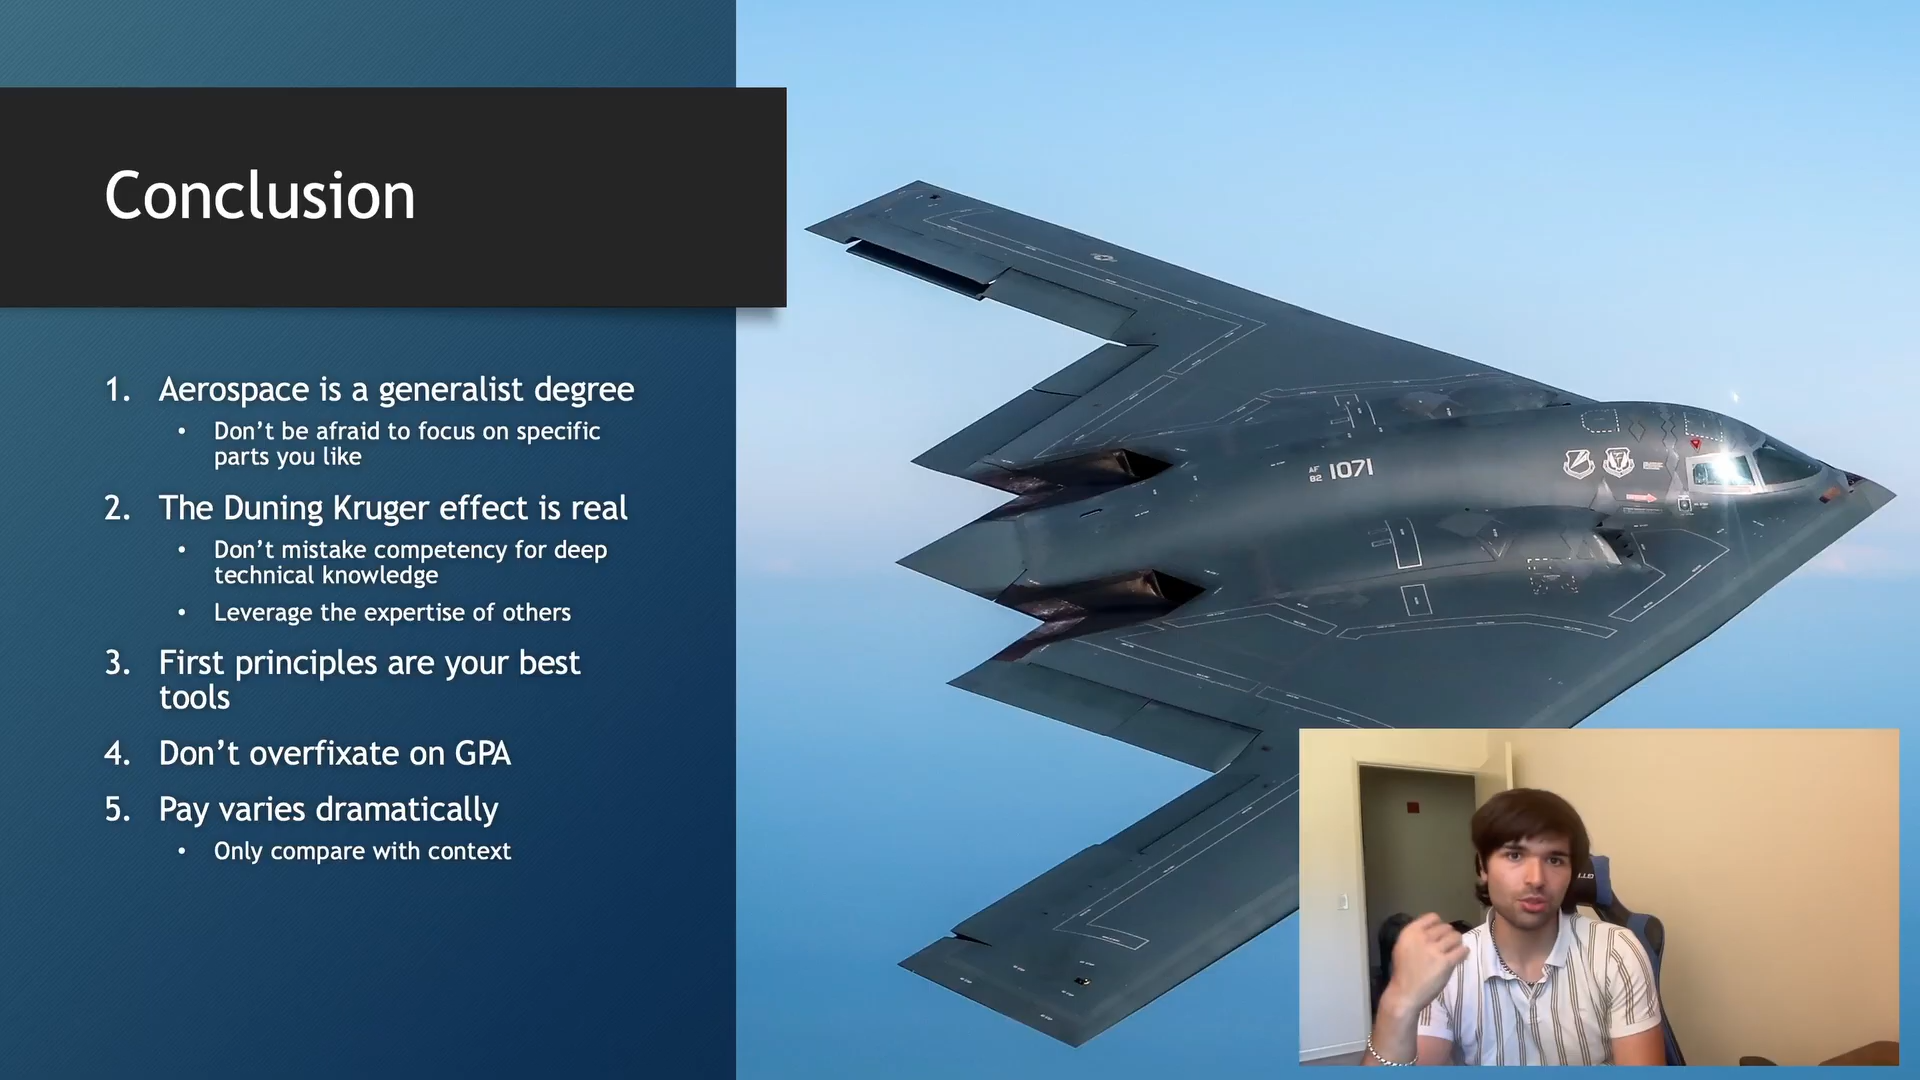 Conclusion
1. Aerospace is a generalist degree
• Don’t be afraid to focus on specific
parts you like
2. The Duning Kruger effect is real
• Don’t mistake competency for deep
technical knowledge
• Leverage the expertise of others
3. First principles are your best
tools
4. Don’t overfixate on GPA
5. Pay varies dramatically
• Only compare with context
AF
82 1071